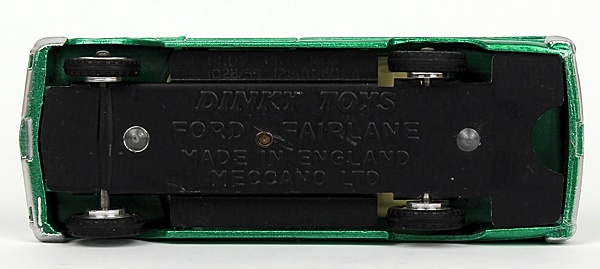 DINKY TOYS
FORD FAIRLANE
MADE IN ENGLAND
MECCANO LTD